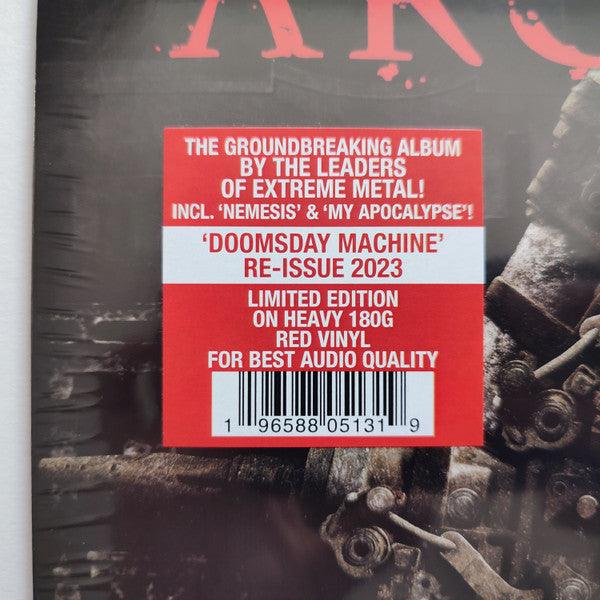 ARC
THE GROUNDBREAKING ALBUM
BY THE LEADERS
OF EXTREME METAL!
INCL. 'NEMESIS' & 'MY APOCALYPSE'!
'DOOMSDAY MACHINE'
RE-ISSUE 2023
LIMITED EDITION
ON HEAVY 180G
RED VINYL
FOR BEST AUDIO QUALITY
1 96588 05131 9